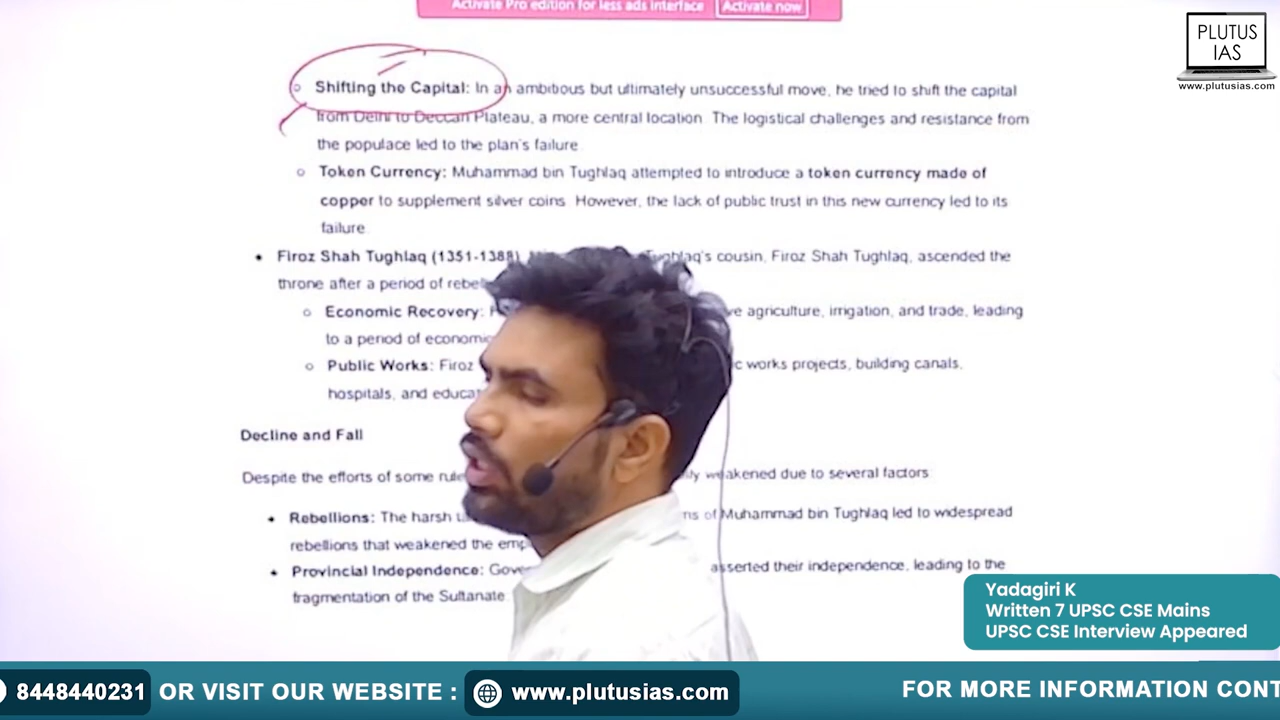 Activate Pro edition for less ads interface Activate now
PLUTUS
IAS
www.plutusias.com
Shifting the Capital: In an ambitious but ultimately unsuccessful move, he tried to shift the capital
from Delhi to Deccan Plateau, a more central location. The logistical challenges and resistance from
the populace led to the plan's failure
Token Currency: Muhammad bin Tughlaq attempted to introduce a token currency made of
copper to supplement silver coins. However, the lack of public trust in this new currency led to its
failure.
Firoz Shah Tughlaq (1351-1388) cousin, Firoz Shah Tughlaq, ascended the
throne after a period of
Economic Recovery: agriculture, irrigation, and trade, leading
to a period of
Public Works: Firoz works projects, building canals,
hospitals, and
Decline and Fall
Despite the efforts of some weakened due to several factors
Rebellions: The harsh of Muhammad bin Tughlaq led to widespread
rebellions that weakened the
Provincial Independence: asserted their independence, leading to the
fragmentation of the Sultanate
Yadagiri K
Written 7 UPSC CSE Mains
UPSC CSE Interview Appeared
8448440231 OR VISIT OUR WEBSITE : www.plutusias.com FOR MORE INFORMATION CONT